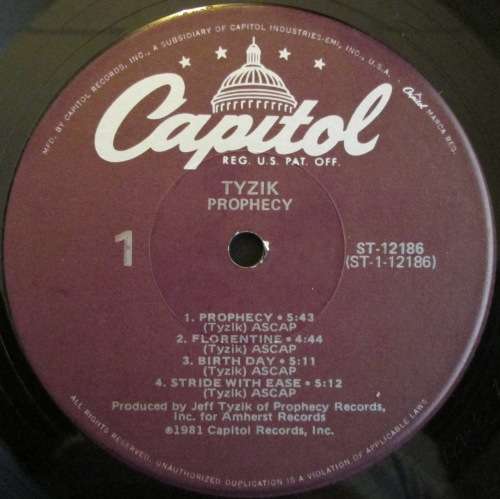 MFD. BY CAPITOL RECORDS, INC., A SUBSIDIARY OF CAPITOL INDUSTRIES-EMI, INC., U.S.A.
Capitol
REG. U.S. PAT. OFF.
Capitol MARCA REG.
TYZIK
PROPHECY
1
ST-12186
(ST-1-12186)
1. PROPHECY • 5:43
(Tyzik) ASCAP
2. FLORENTINE • 4:44
(Tyzik) ASCAP
3. BIRTH DAY • 5:11
(Tyzik) ASCAP
4. STRIDE WITH EASE • 5:12
(Tyzik) ASCAP
Produced by Jeff Tyzik of Prophecy Records,
Inc. for Amherst Records
©1981 Capitol Records, Inc.
ALL RIGHTS RESERVED. UNAUTHORIZED DUPLICATION IS A VIOLATION OF APPLICABLE LAWS